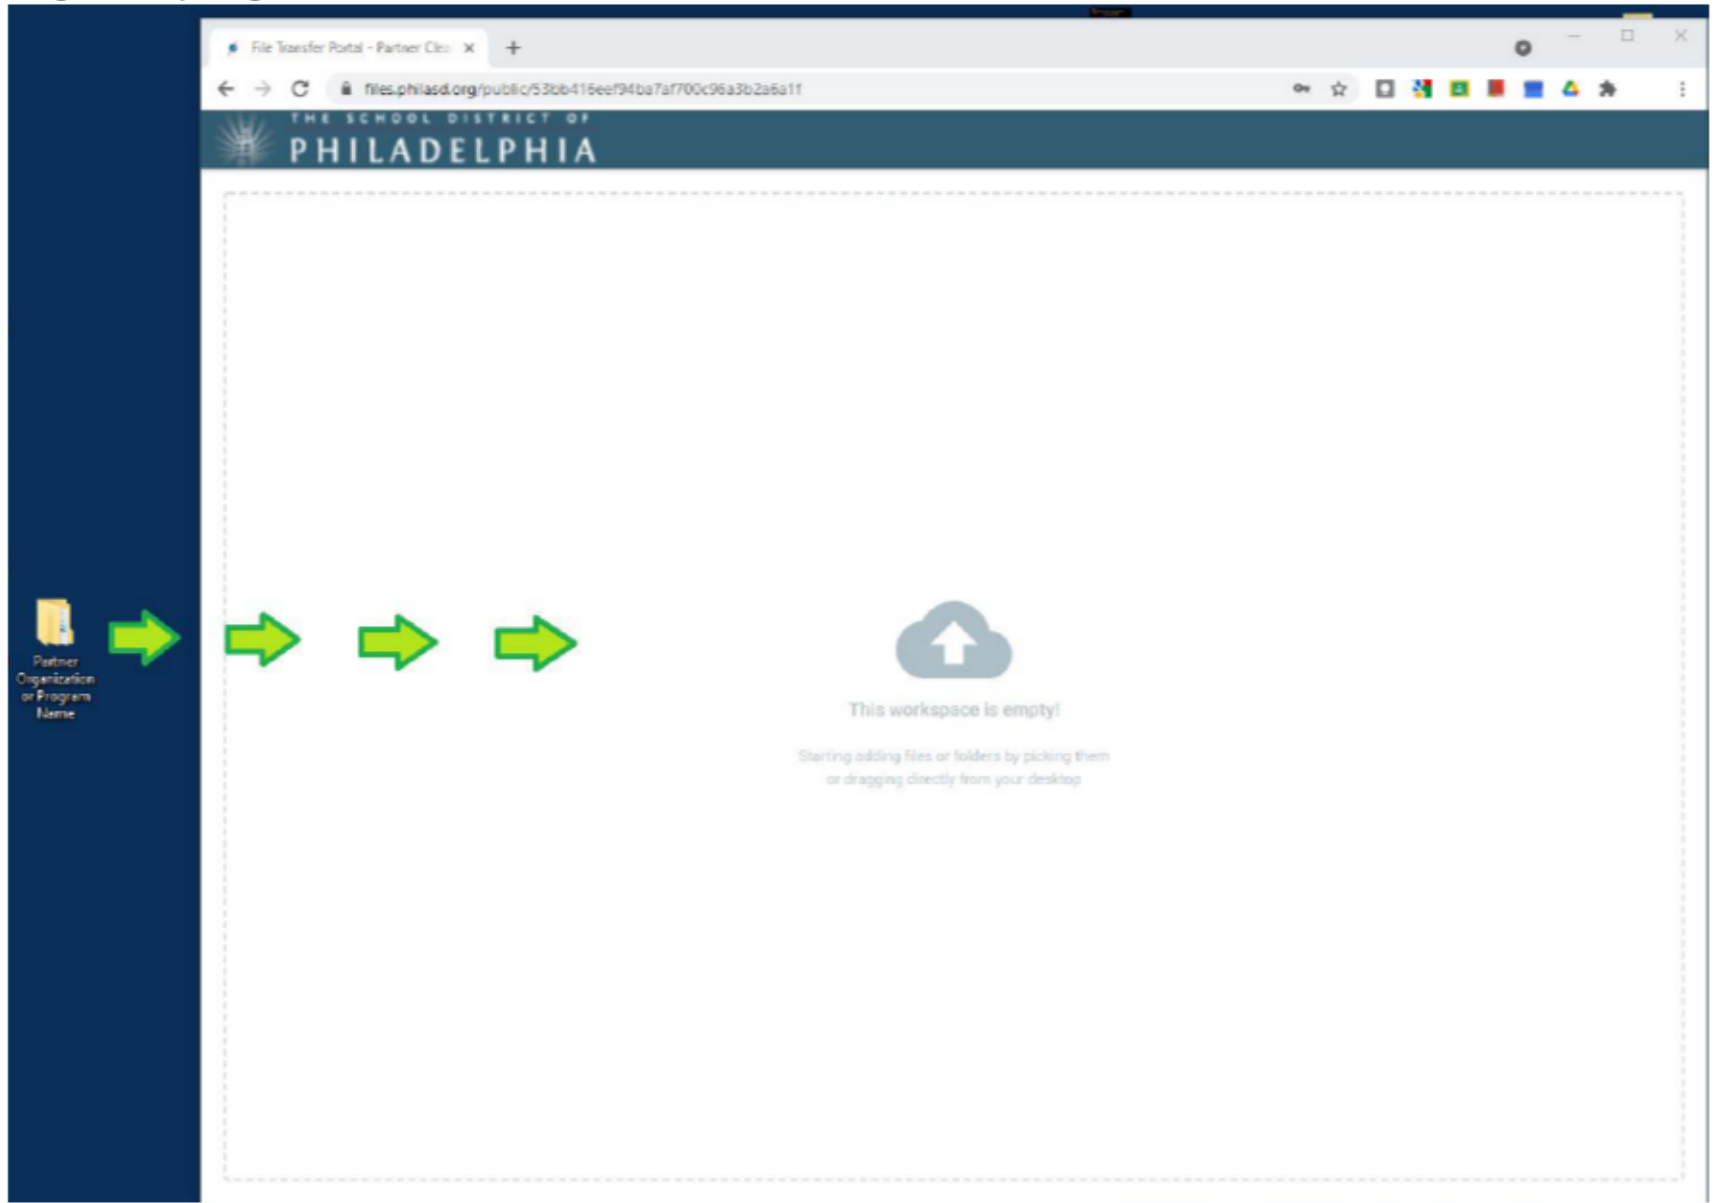 File Transfer Portal - Partner Clea
files.philasd.org/public/53bb416eef94ba7af700c96a3b2a6a1f
THE SCHOOL DISTRICT OF
PHILADELPHIA
Partner
Organization
or Program
Name
This workspace is empty!
Starting adding files or folders by picking them
or dragging directly from your desktop